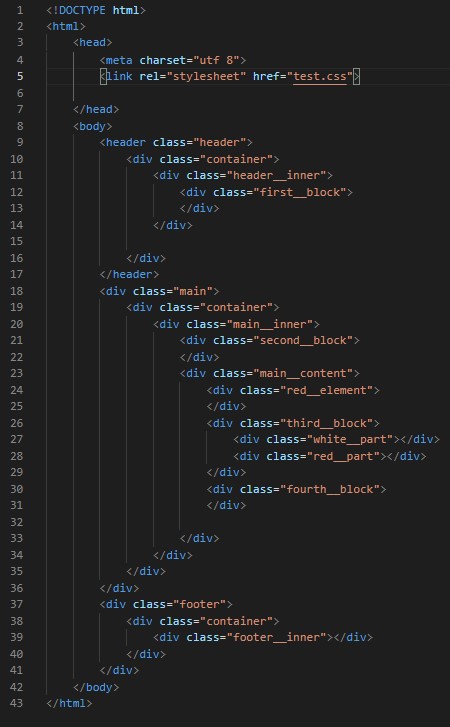 1 <!DOCTYPE html>
2 <html>
3 <head>
4 <meta charset="utf 8">
5 <link rel="stylesheet" href="test.css">
6
7 </head>
8 <body>
9 <header class="header">
10 <div class="container">
11 <div class="header__inner">
12 <div class="first__block">
13 </div>
14 </div>
15
16 </div>
17 </header>
18 <div class="main">
19 <div class="container">
20 <div class="main__inner">
21 <div class="second__block">
22 </div>
23 <div class="main__content">
24 <div class="red__element">
25 </div>
26 <div class="third__block">
27 <div class="white__part"></div>
28 <div class="red__part"></div>
29 </div>
30 <div class="fourth__block">
31 </div>
32
33 </div>
34 </div>
35 </div>
36 </div>
37 <div class="footer">
38 <div class="container">
39 <div class="footer__inner"></div>
40 </div>
41 </div>
42 </body>
43 </html>